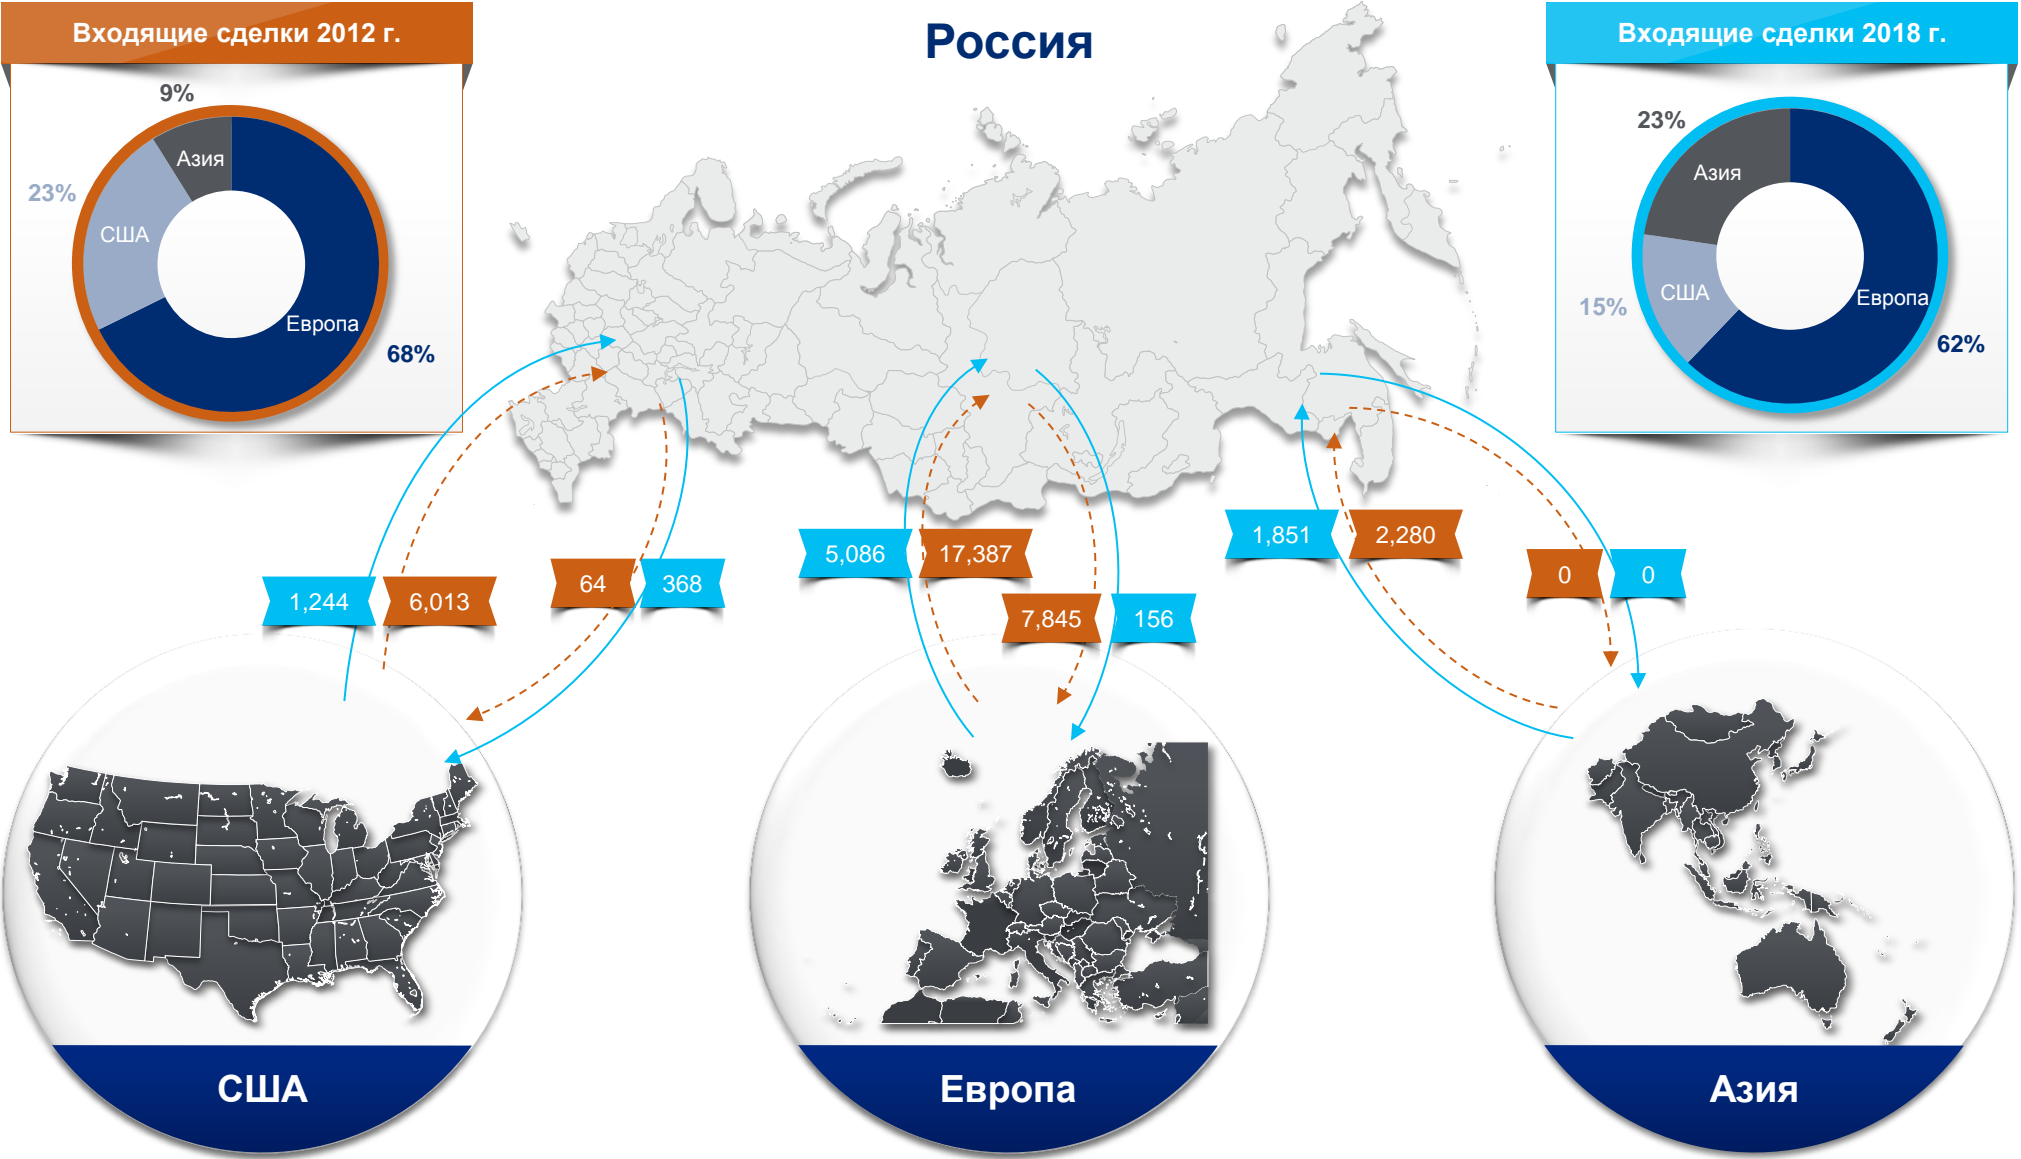 Входящие сделки 2012 г.
9%
Азия
23%
США
Европа
68%
Россия
Входящие сделки 2018 г.
23%
Азия
15%
США
Европа
62%
1,244
6,013
64
368
5,086
17,387
7,845
156
1,851
2,280
0
0
США
Европа
Азия